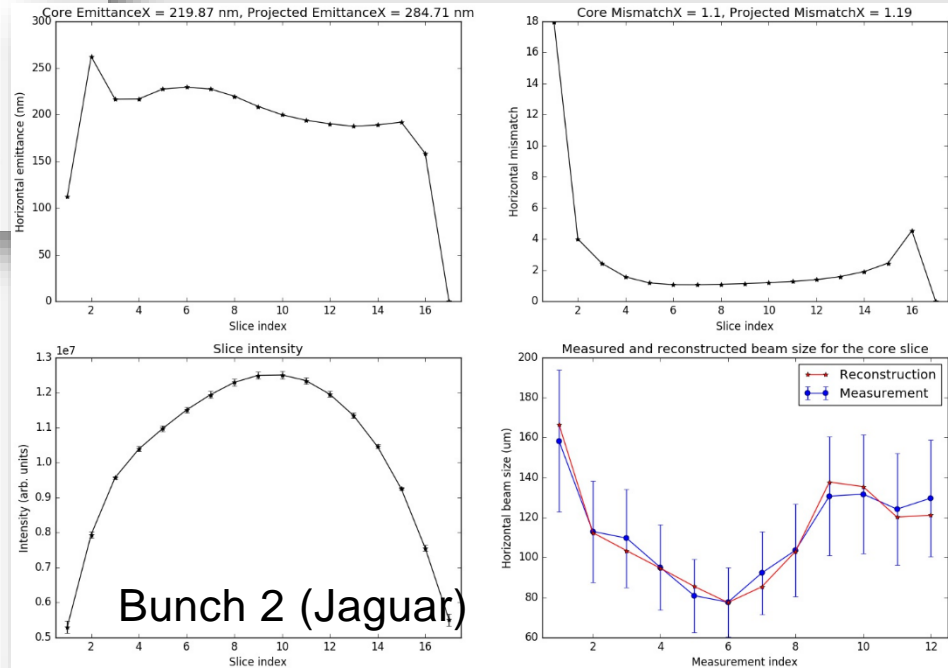 Core EmittanceX = 219.87 nm, Projected EmittanceX = 284.71 nm
300
250
200
150
100
50
0
Horizontal emittance (nm)
2 4 6 8 10 12 14 16
Slice index
Core MismatchX = 1.1, Projected MismatchX = 1.19
18
16
14
12
10
8
6
4
2
0
Horizontal mismatch
2 4 6 8 10 12 14 16
Slice index
1e7
Slice intensity
1.3
1.2
1.1
1.0
0.9
0.8
0.7
0.6
0.5
Intensity (arb. units)
Bunch 2 (Jaguar)
2 4 6 8 10 12 14 16
Slice index
Measured and reconstructed beam size for the core slice
Reconstruction
Measurement
200
180
160
140
120
100
80
60
Horizontal beam size (um)
2 4 6 8 10 12
Measurement index